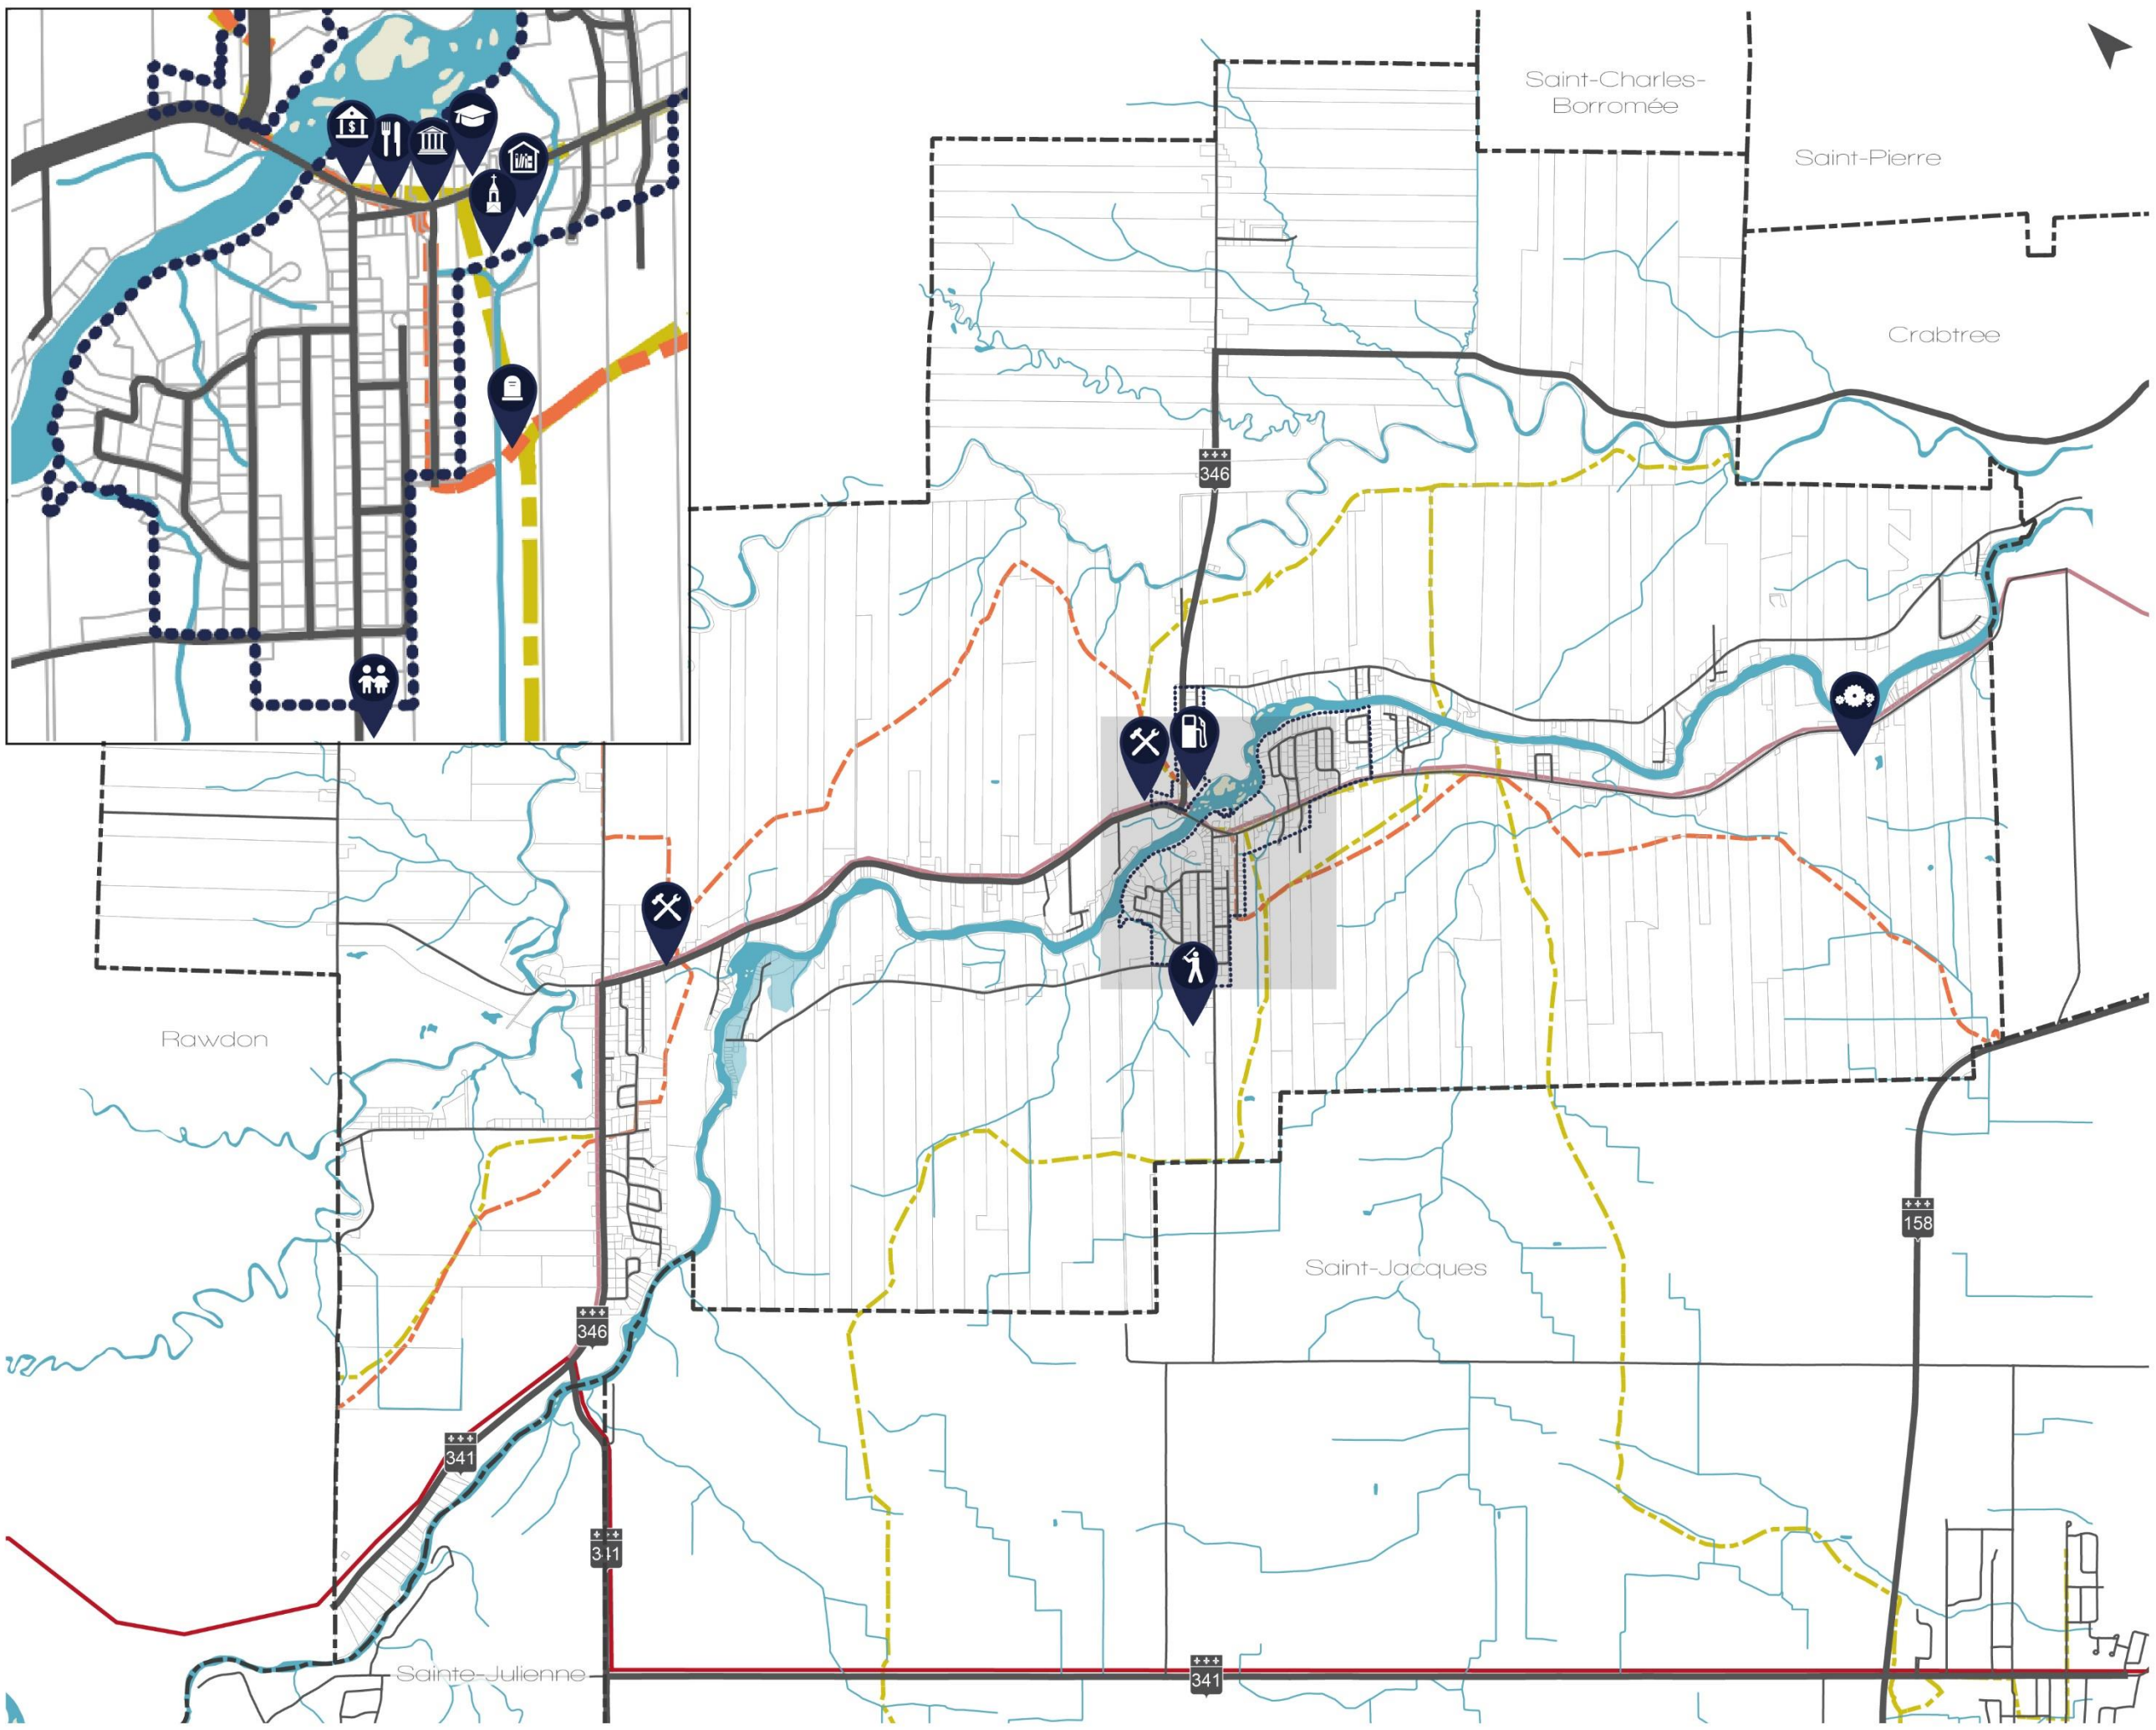 Saint-Charles-
Borromée
Saint-Pierre
Crabtree
346
$
Rawdon
158
Saint-Jacques
346
341
341
Sainte-Julienne
341